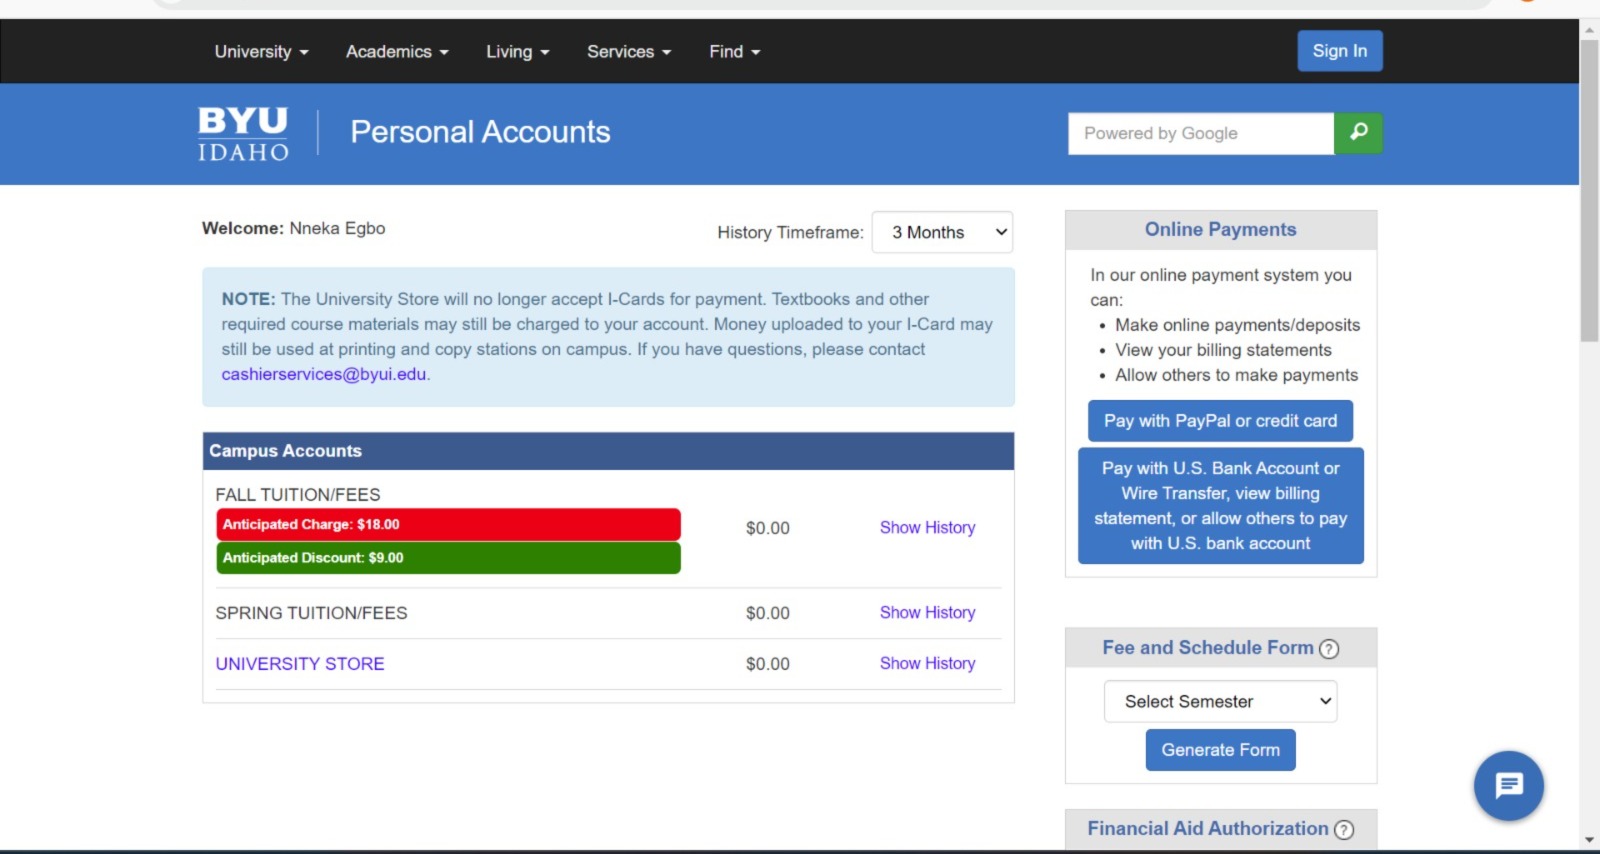 University Academics Living Services Find Sign In
BYU
IDAHO
Personal Accounts
Powered by Google
Welcome: Nneka Egbo
History Timeframe: 3 Months
NOTE: The University Store will no longer accept I-Cards for payment. Textbooks and other
required course materials may still be charged to your account. Money uploaded to your I-Card may
still be used at printing and copy stations on campus. If you have questions, please contact
cashierservices@byui.edu.
Campus Accounts
FALL TUITION/FEES
Anticipated Charge: $18.00
Anticipated Discount: $9.00
$0.00 Show History
SPRING TUITION/FEES $0.00 Show History
UNIVERSITY STORE $0.00 Show History
Online Payments
In our online payment system you
can:
• Make online payments/deposits
• View your billing statements
• Allow others to make payments
Pay with PayPal or credit card
Pay with U.S. Bank Account or
Wire Transfer, view billing
statement, or allow others to pay
with U.S. bank account
Fee and Schedule Form ?
Select Semester
Generate Form
Financial Aid Authorization ?